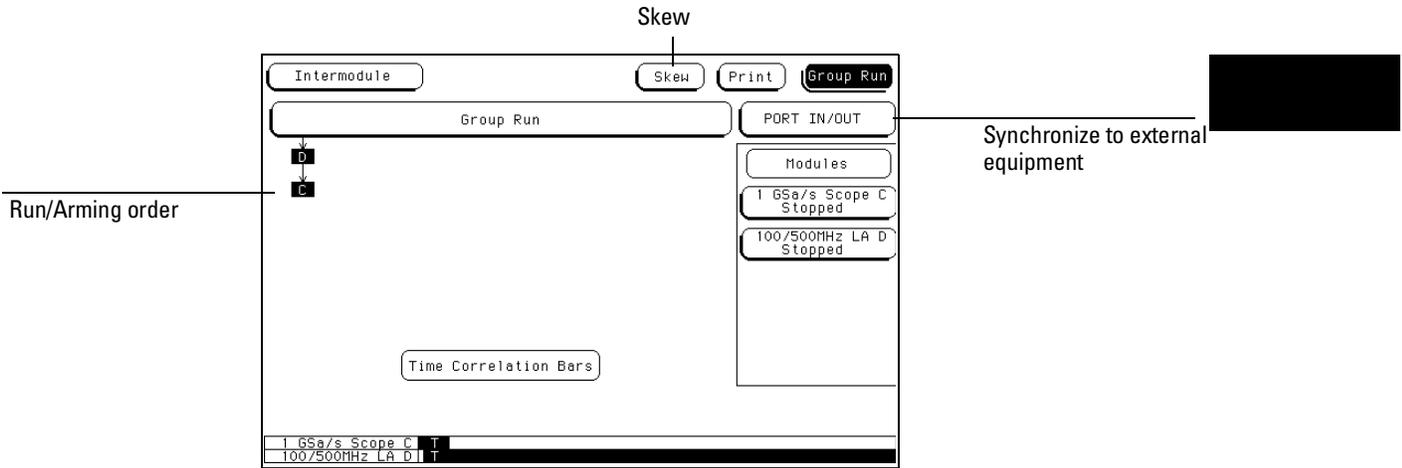 Skew
Intermodule
Skew
Print
Group Run
Group Run
PORT IN/OUT
Synchronize to external
equipment
D
C
Run/Arming order
Modules
1 GSa/s Scope C
Stopped
100/500MHz LA D
Stopped
Time Correlation Bars
1 GSa/s Scope C T
100/500MHz LA D T